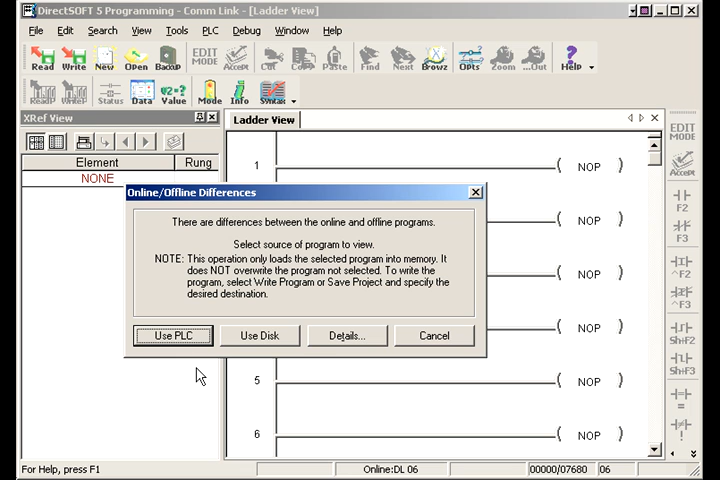 DirectSOFT 5 Programming - Comm Link - [Ladder View]
File Edit Search View Tools PLC Debug Window Help
Read Write New Open Backup EDIT MODE Accept Cut Copy Paste Find Next Browz Opts Zoom ...Out Help
ReadP WriteP Status Data Value Mode Info Syntax
XRef View
Ladder View
Element Rung
NONE
1 NOP
NOP
NOP
NOP
5 NOP
6 NOP
EDIT MODE
Accept
F2
F3
^F2
^F3
Sh+F2
Sh+F3
=
!
Online/Offline Differences
There are differences between the online and offline programs.
Select source of program to view.
NOTE: This operation only loads the selected program into memory. It
does NOT overwrite the program not selected. To write the
program, select Write Program or Save Project and specify the
desired destination.
Use PLC Use Disk Details... Cancel
For Help, press F1 Online:DL 06 00000/07680 06